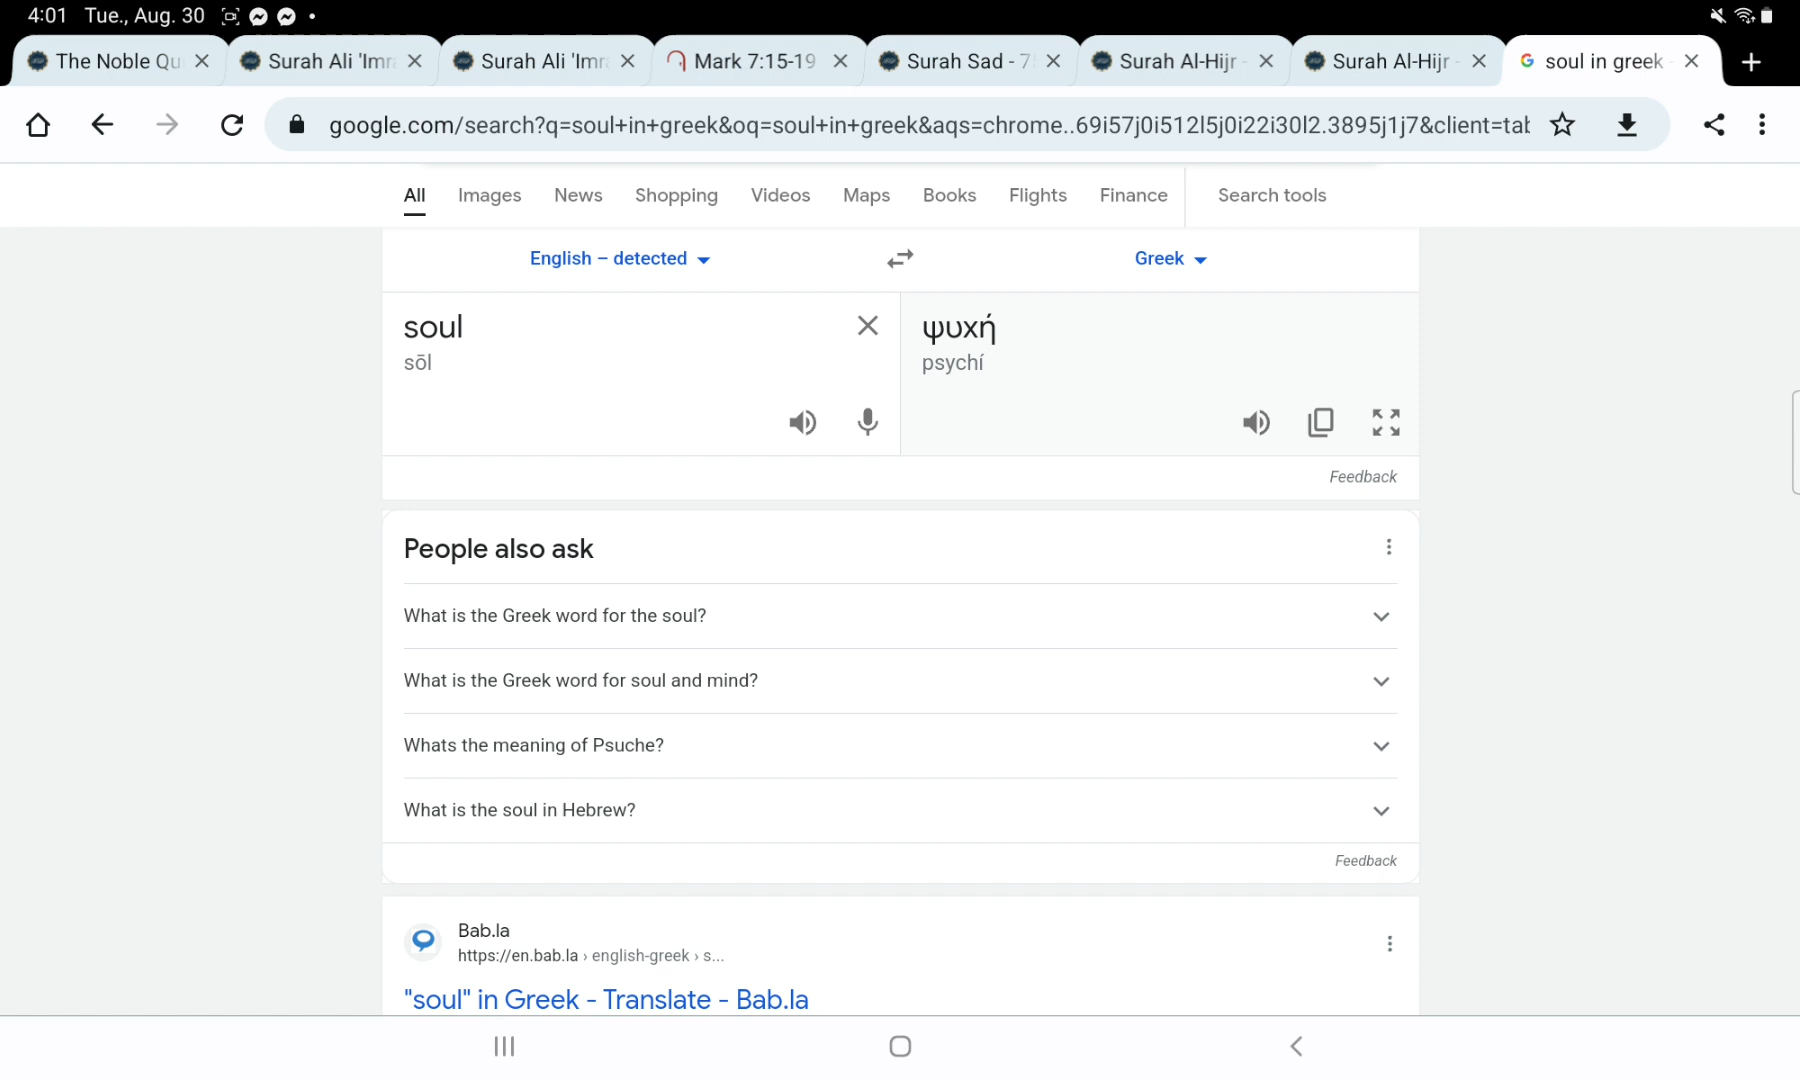 4:01 Tue., Aug. 30
The Noble Qu
Surah Ali 'Imr
Surah Ali 'Imr
Mark 7:15-19
Surah Sad - 7
Surah Al-Hijr -
Surah Al-Hijr -
soul in greek -
google.com/search?q=soul+in+greek&oq=soul+in+greek&aqs=chrome..69i57j0i512l5j0i22i30l2.3895j1j7&client=tab
All Images News Shopping Videos Maps Books Flights Finance Search tools
English – detected Greek
soul
sōl
ψυχή
psychí
Feedback
People also ask
What is the Greek word for the soul?
What is the Greek word for soul and mind?
Whats the meaning of Psuche?
What is the soul in Hebrew?
Feedback
Bab.la
https://en.bab.la › english-greek › s...
"soul" in Greek - Translate - Bab.la